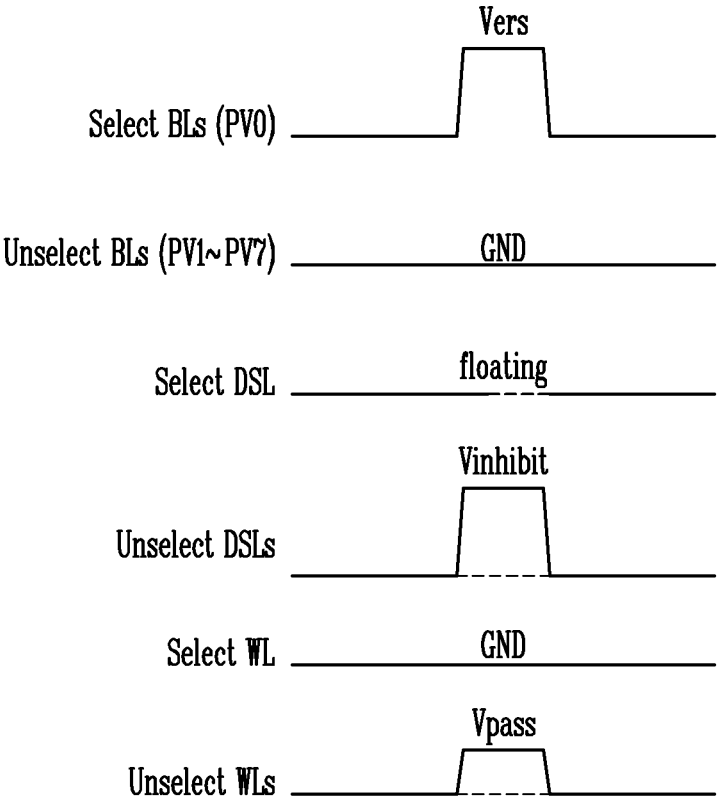 Vers
Select BLs (PV0)
Unselect BLs (PV1~PV7) GND
floating
Select DSL
Vinhibit
Unselect DSLs
Select WL GND
Vpass
Unselect WLs